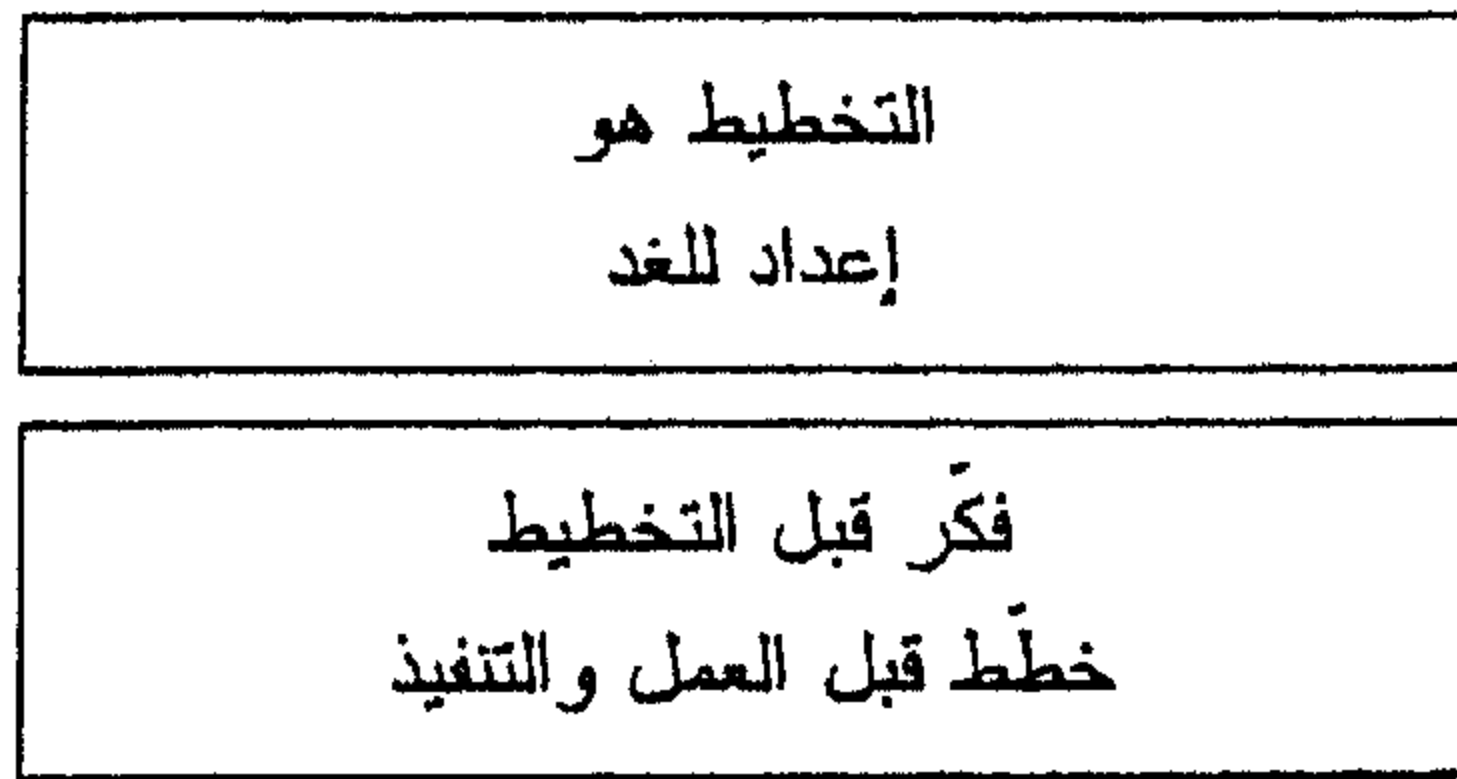 التخطيط هو
إعداد للغد
فكّر قبل التخطيط
خطّط قبل العمل والتنفيذ